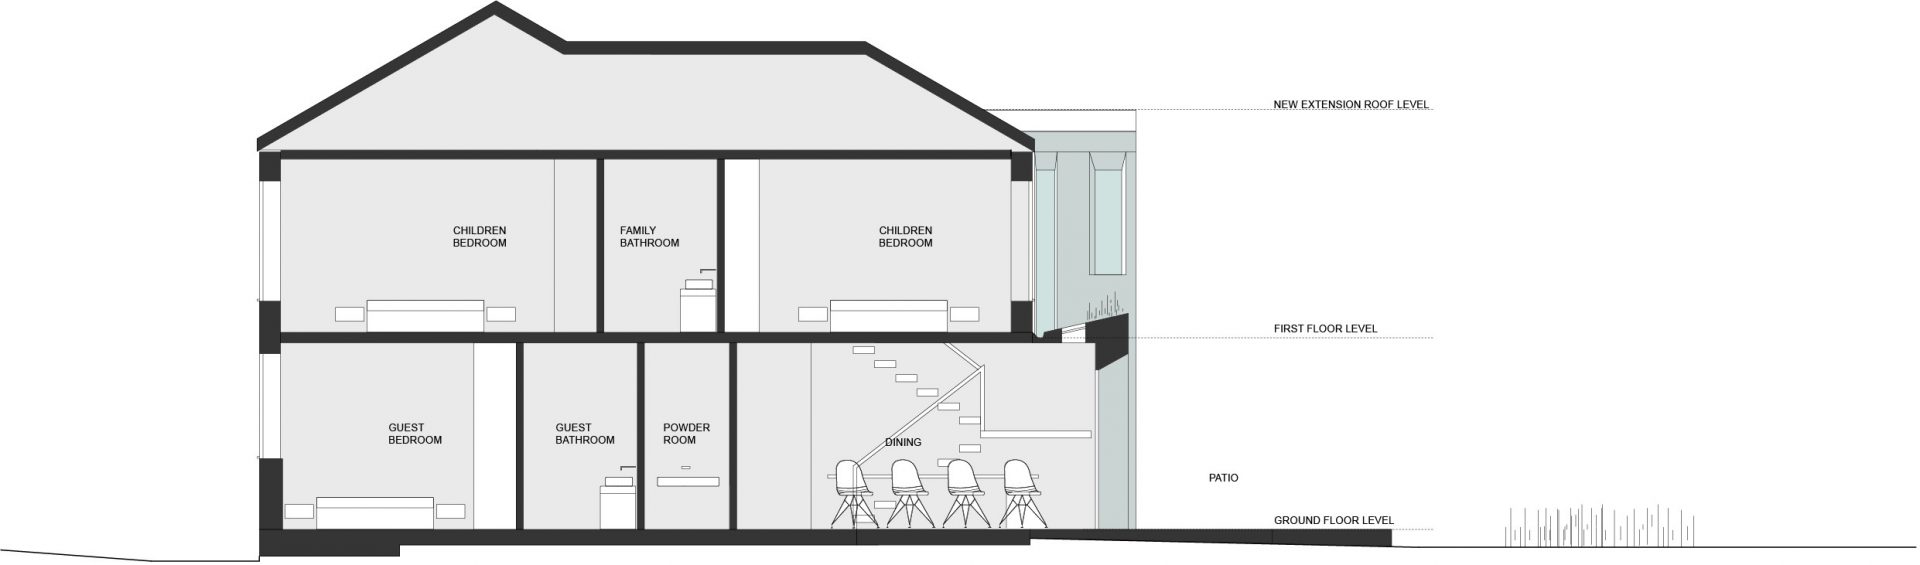 NEW EXTENSION ROOF LEVEL
CHILDREN
BEDROOM
FAMILY
BATHROOM
CHILDREN
BEDROOM
FIRST FLOOR LEVEL
GUEST
BEDROOM
GUEST
BATHROOM
POWDER
ROOM
DINING
PATIO
GROUND FLOOR LEVEL